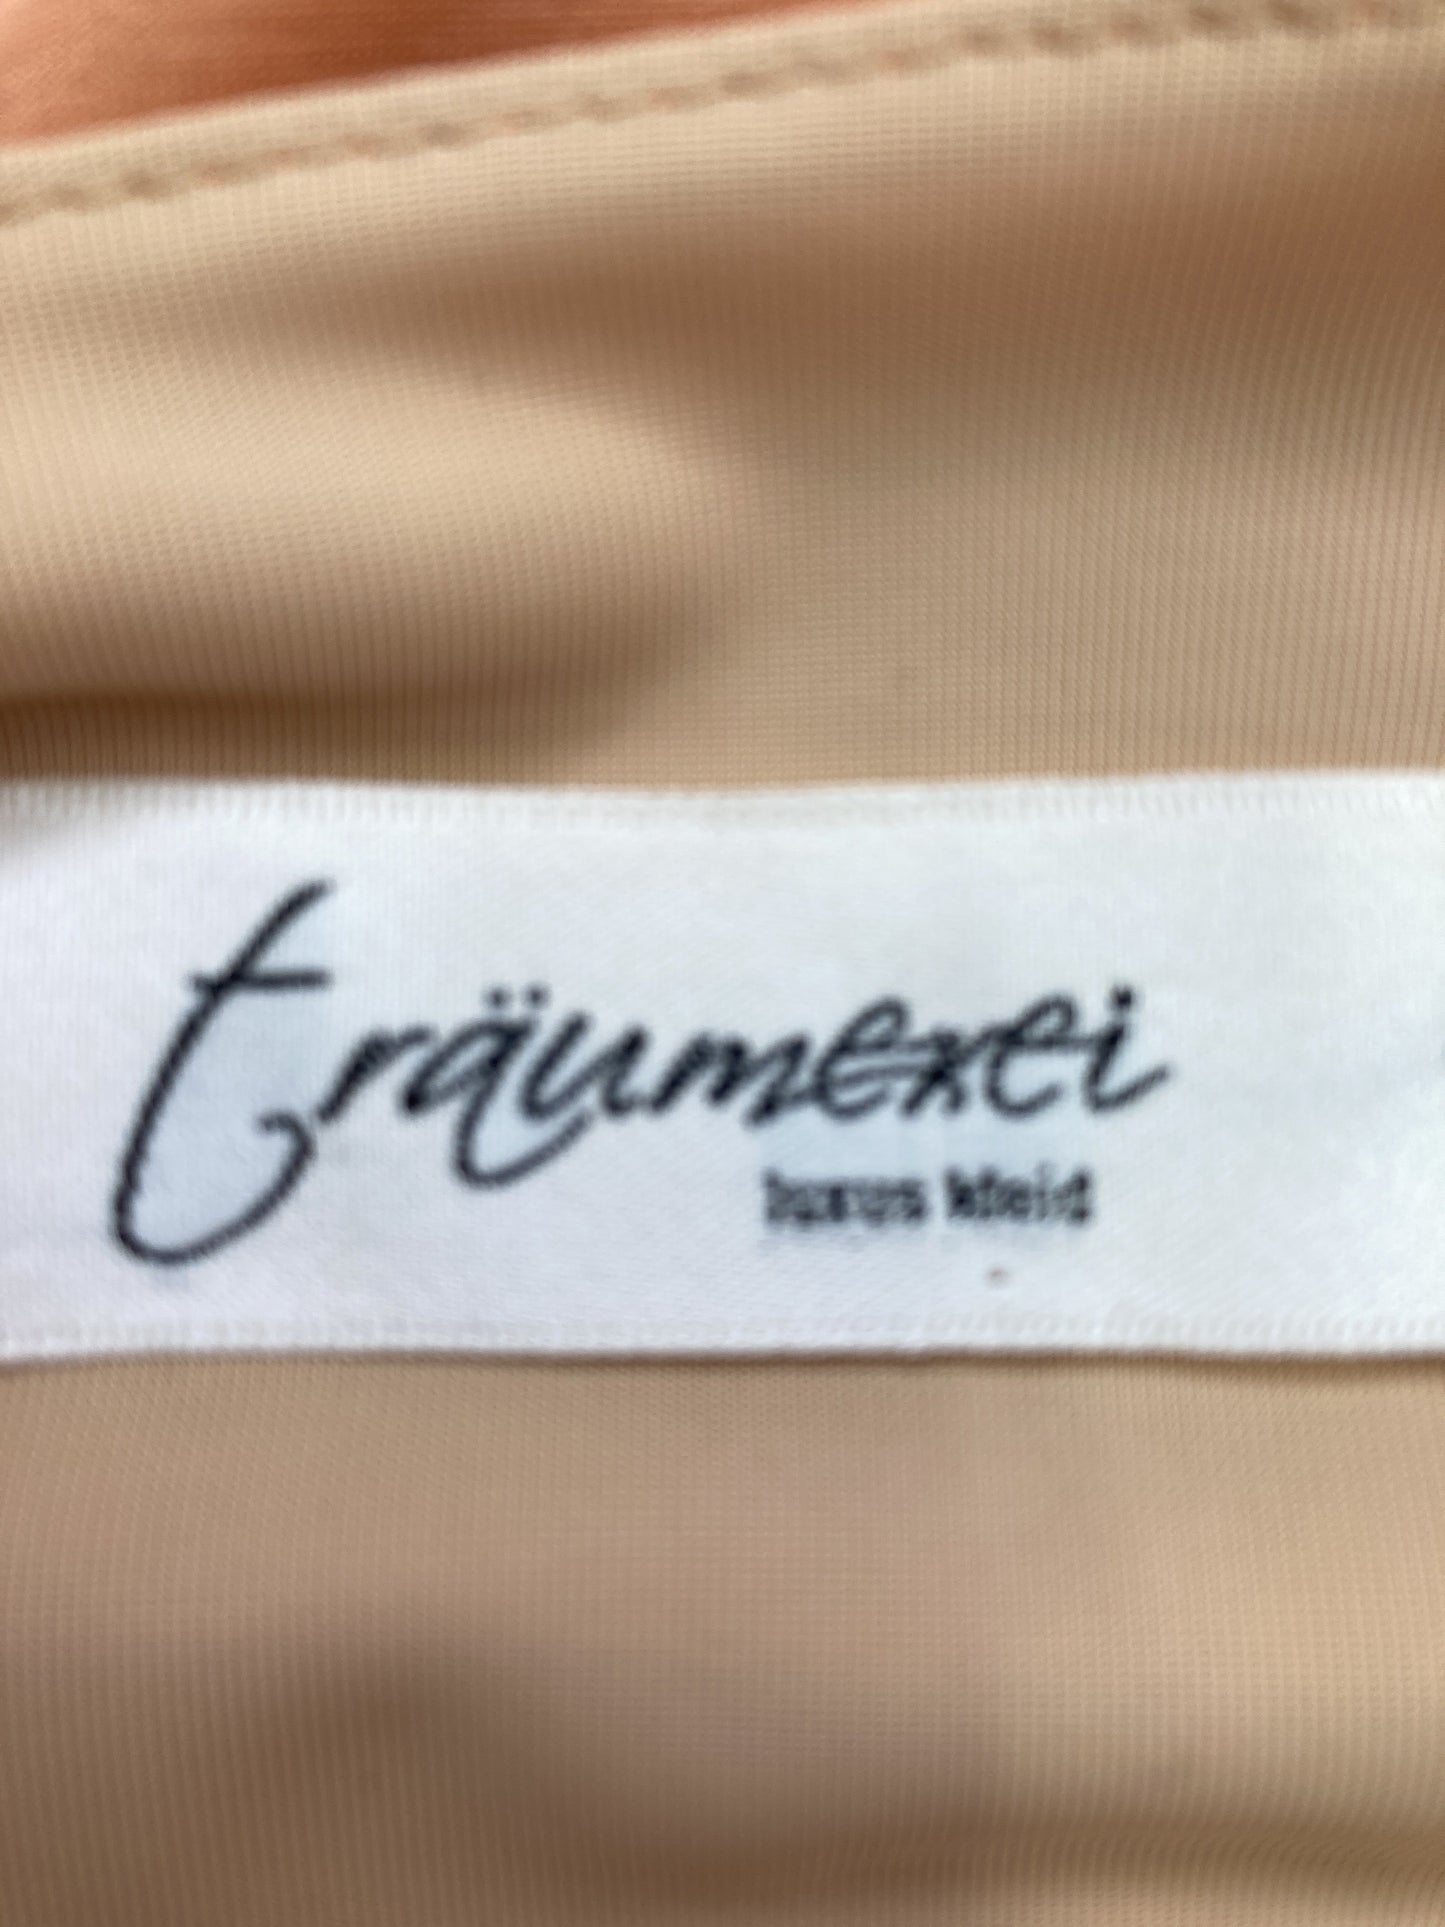 träumerei
luxus kleid